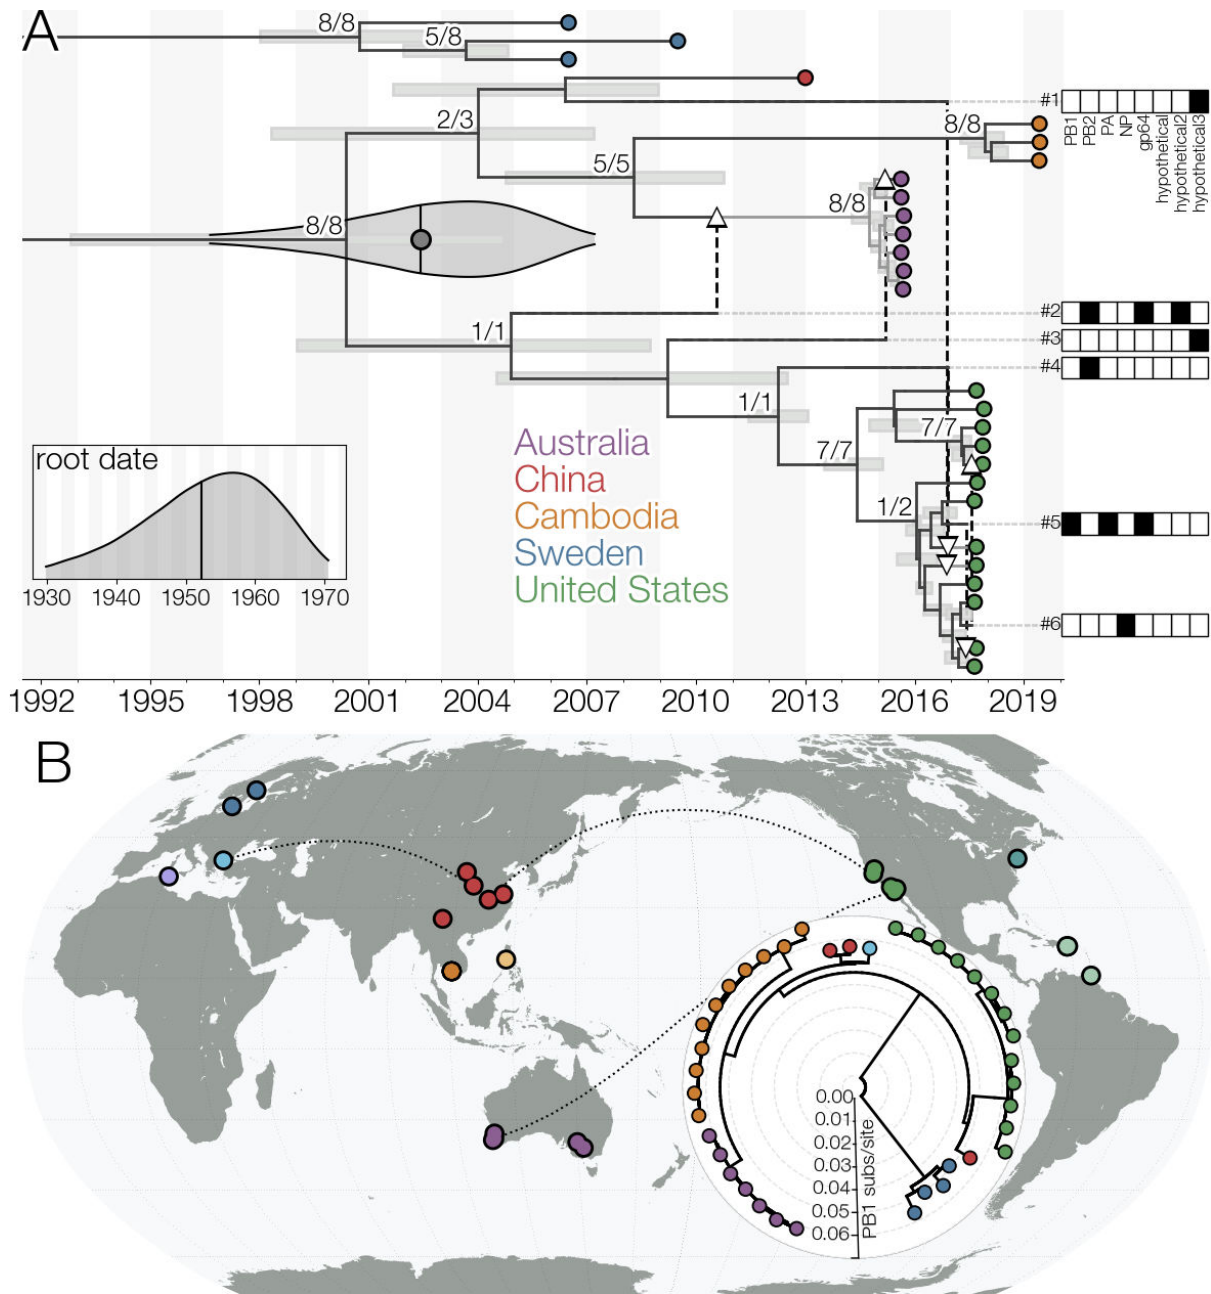 A
8/8
5/8
#1
2/3
8/8
PB1
PB2
PA
NP
gp64
hypothetical
hypothetical2
hypothetical3
5/5
8/8
8/8
#2
1/1
#3
#4
1/1
Australia
China
Cambodia
Sweden
United States
7/7
7/7
root date
1/2
#5
1930 1940 1950 1960 1970
#6
1992 1995 1998 2001 2004 2007 2010 2013 2016 2019
B
0.00
0.01
0.02
0.03
0.04
0.05
0.06
PB1 subs/site